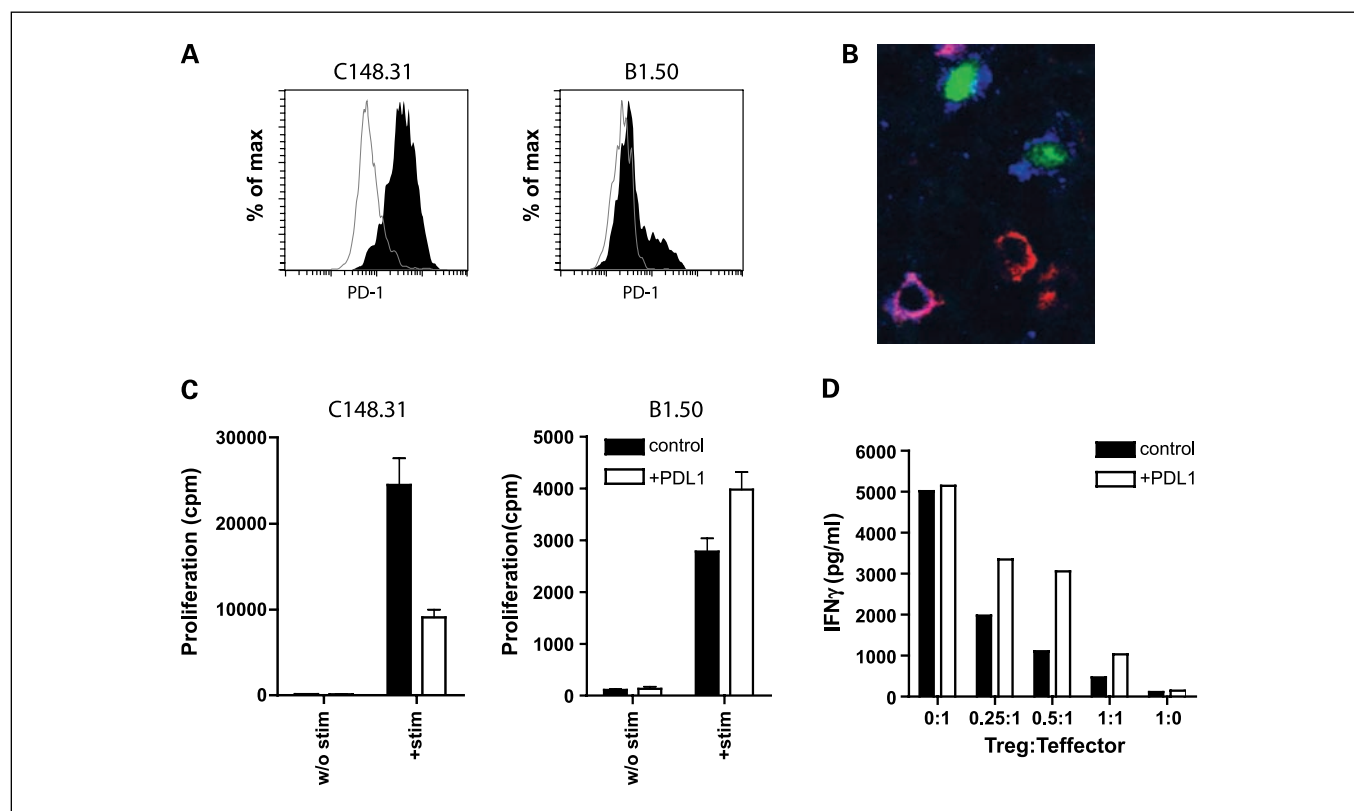 A
C148.31
% of max
PD-1
B1.50
% of max
PD-1
B
C
C148.31
Proliferation (cpm)
30000
20000
10000
0
w/o stim
+stim
B1.50
Proliferation(cpm)
5000
4000
3000
2000
1000
0
control
+PDL1
w/o stim
+stim
D
IFNγ (pg/ml)
6000
5000
4000
3000
2000
1000
0
control
+PDL1
0:1 0.25:1 0.5:1 1:1 1:0
Treg:Teffector